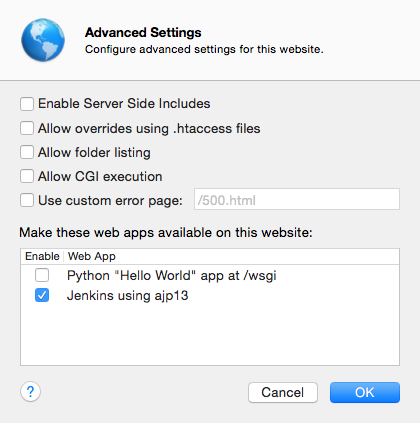 Advanced Settings
Configure advanced settings for this website.
Enable Server Side Includes
Allow overrides using .htaccess files
Allow folder listing
Allow CGI execution
Use custom error page: /500.html
Make these web apps available on this website:
Enable Web App
Python "Hello World" app at /wsgi
Jenkins using ajp13
? Cancel OK